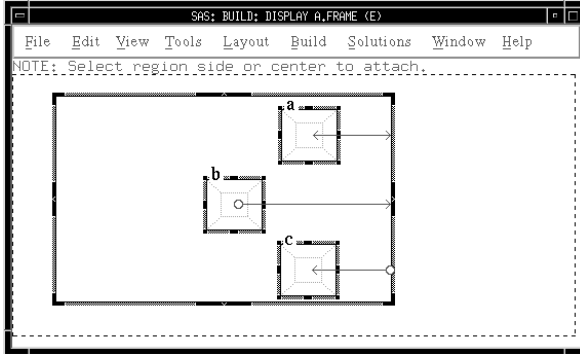 SAS: BUILD: DISPLAY A.FRAME (E)
File Edit View Tools Layout Build Solutions Window Help
NOTE: Select region side or center to attach.
a
b
c